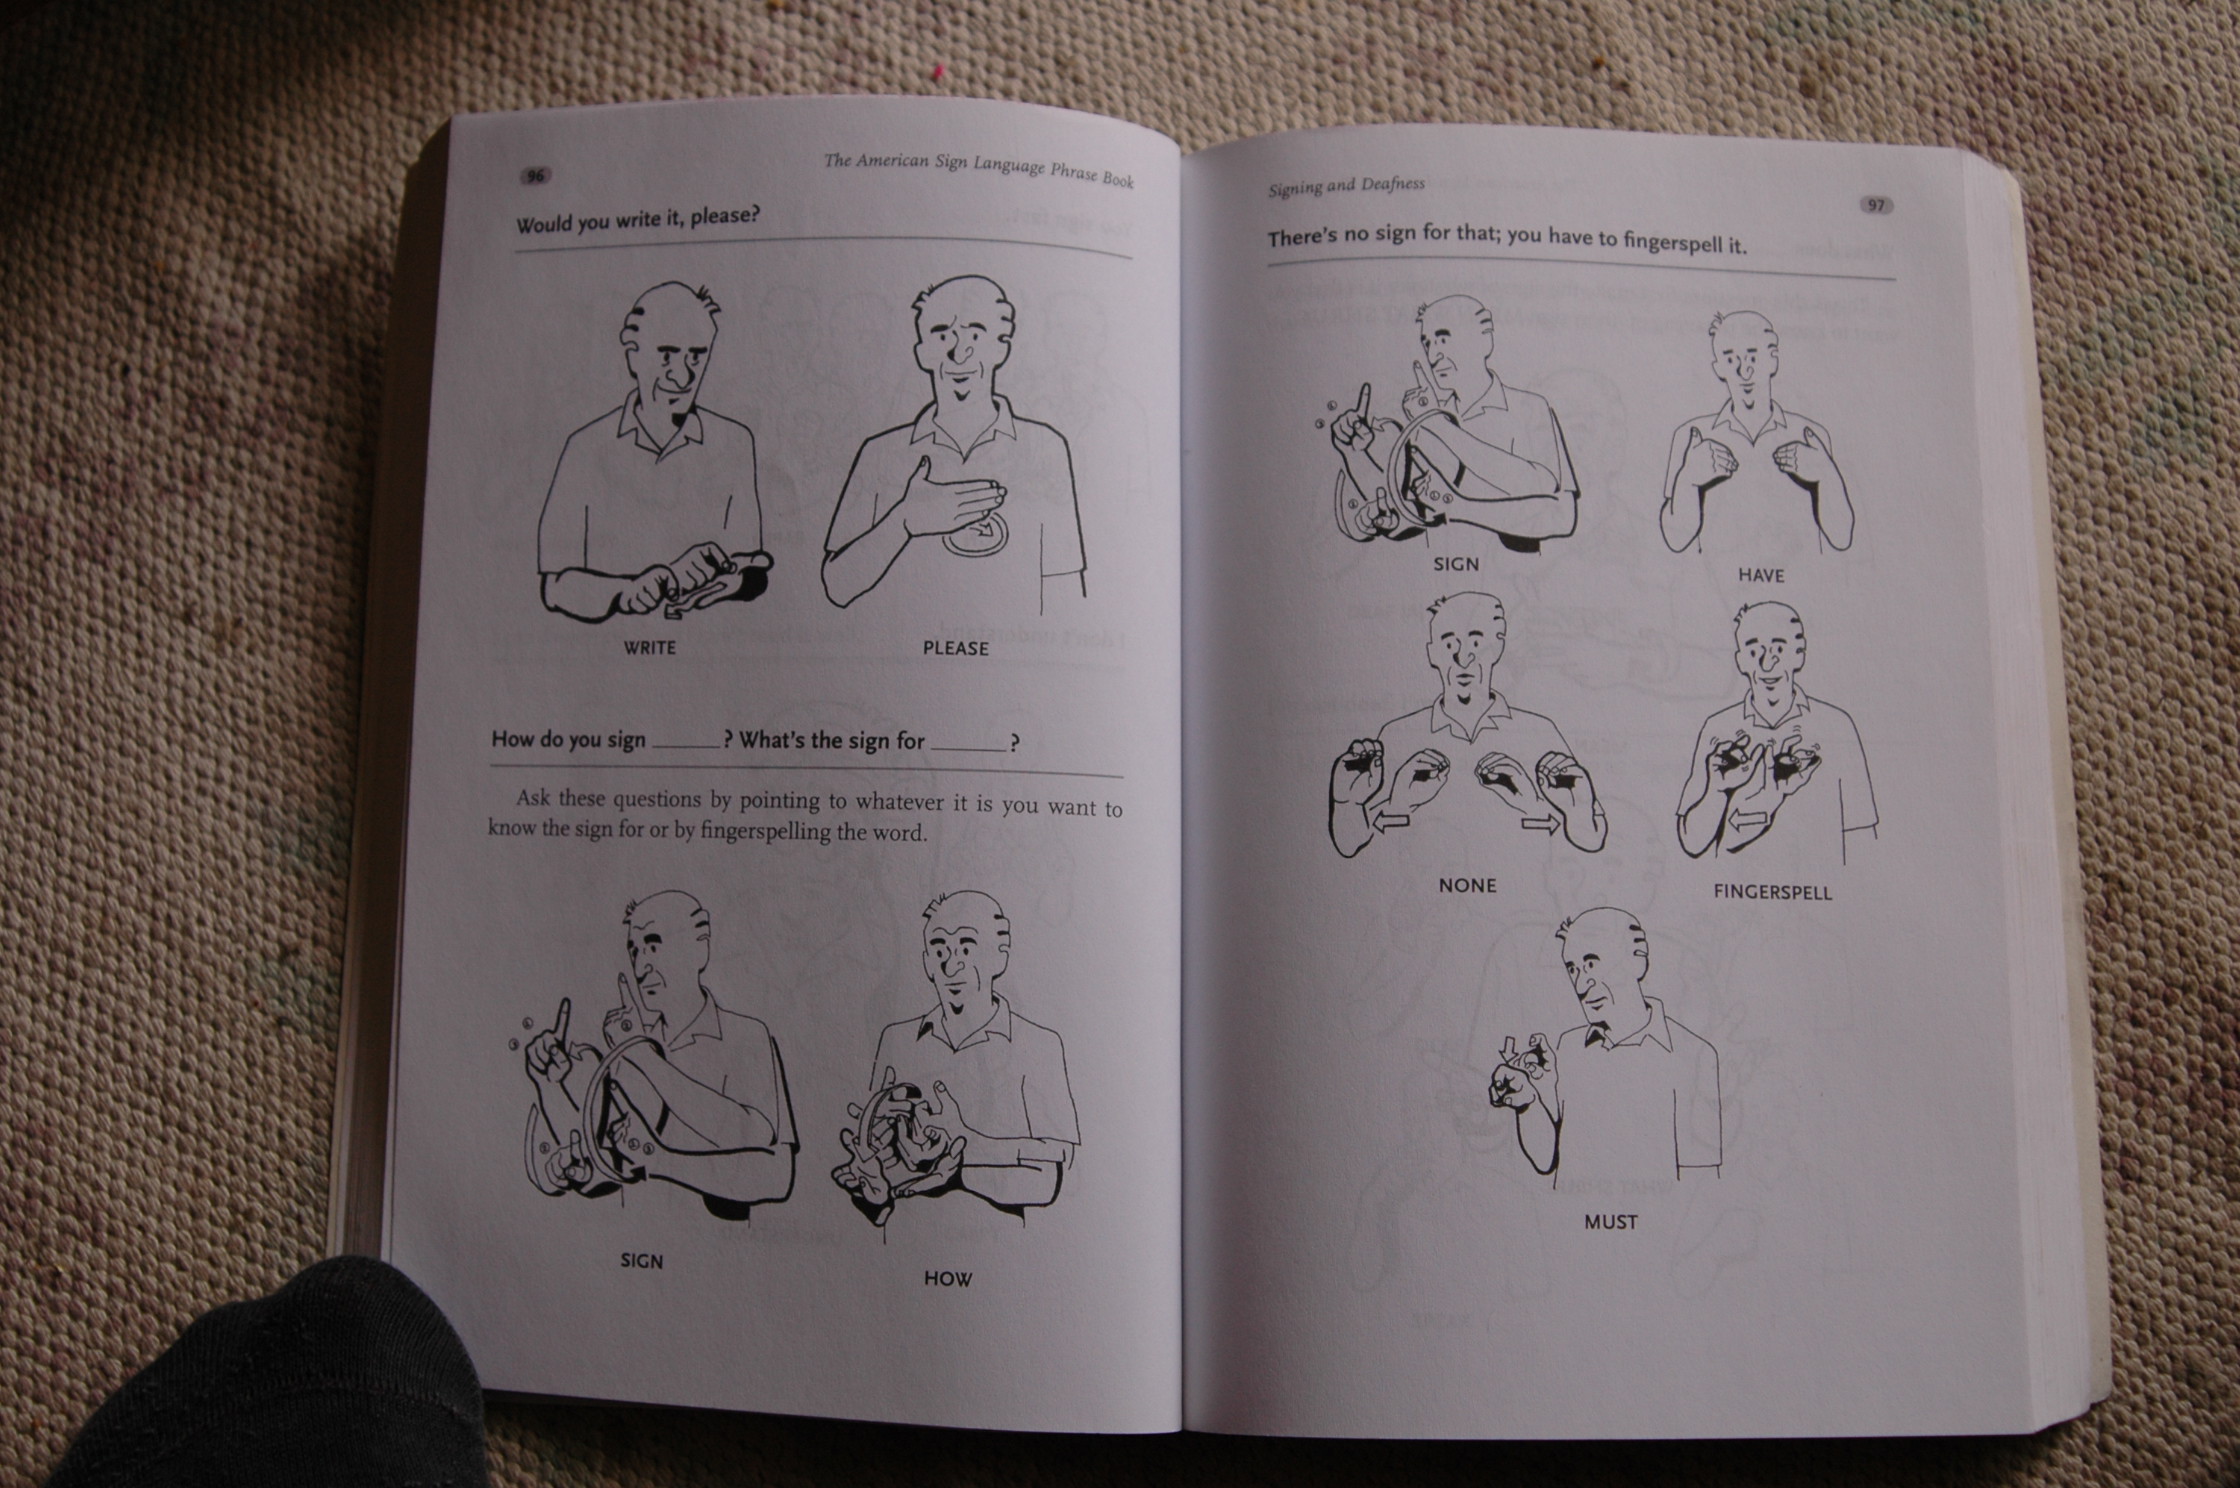 96
The American Sign Language Phrase Book
Would you write it, please?
WRITE
PLEASE
How do you sign _____? What's the sign for _____?
Ask these questions by pointing to whatever it is you want to
know the sign for or by fingerspelling the word.
SIGN
HOW
Signing and Deafness
97
There's no sign for that; you have to fingerspell it.
SIGN
HAVE
NONE
FINGERSPELL
MUST